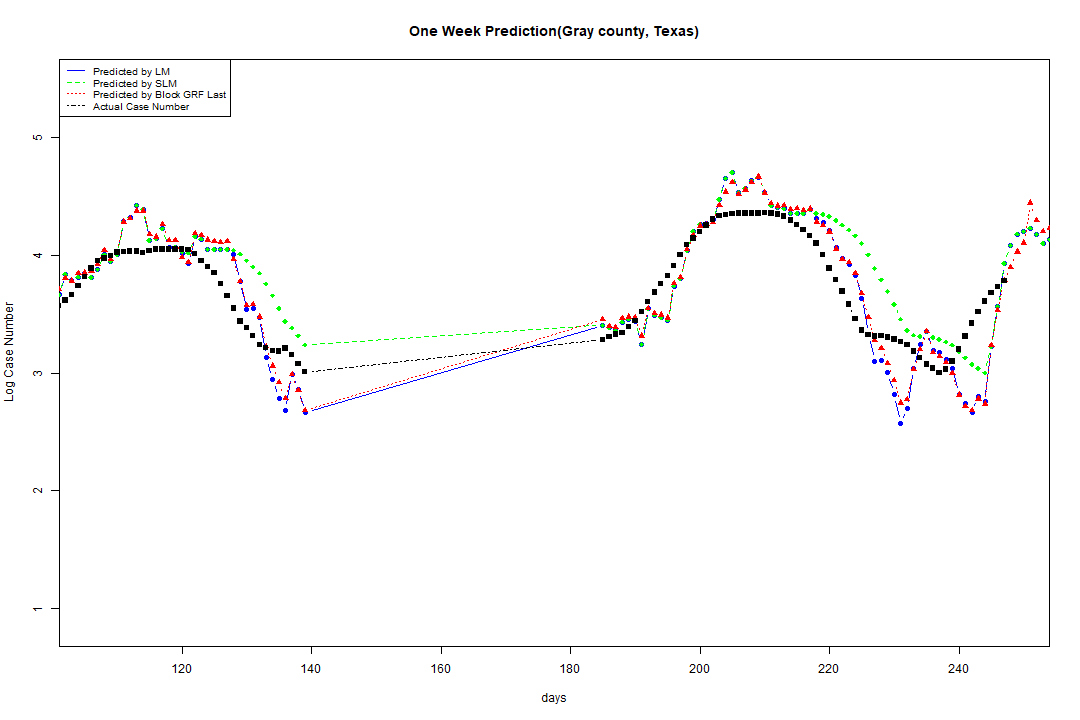 One Week Prediction(Gray county, Texas)
Predicted by LM
Predicted by SLM
Predicted by Block GRF Last
Actual Case Number
5
4
3
2
1
Log Case Number
120 140 160 180 200 220 240
days